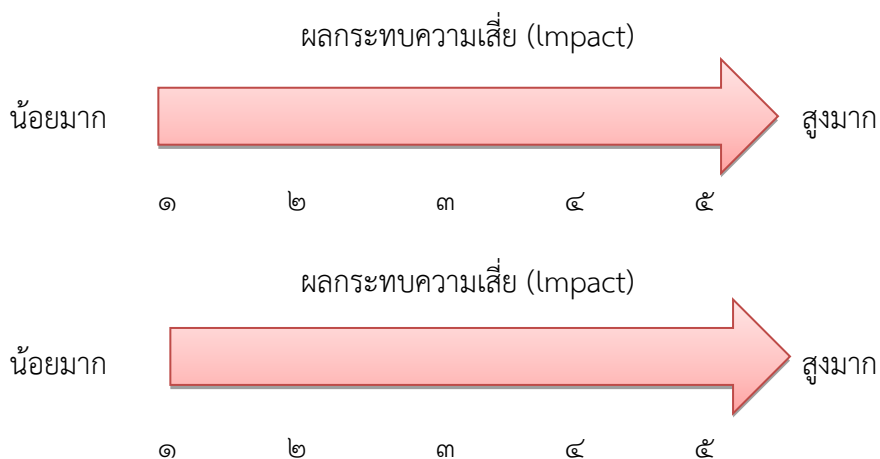 ผลกระทบความเสี่ย (lmpact)
น้อยมาก สูงมาก
๑ ๒ ๓ ๔ ๕
ผลกระทบความเสี่ย (lmpact)
น้อยมาก สูงมาก
๑ ๒ ๓ ๔ ๕